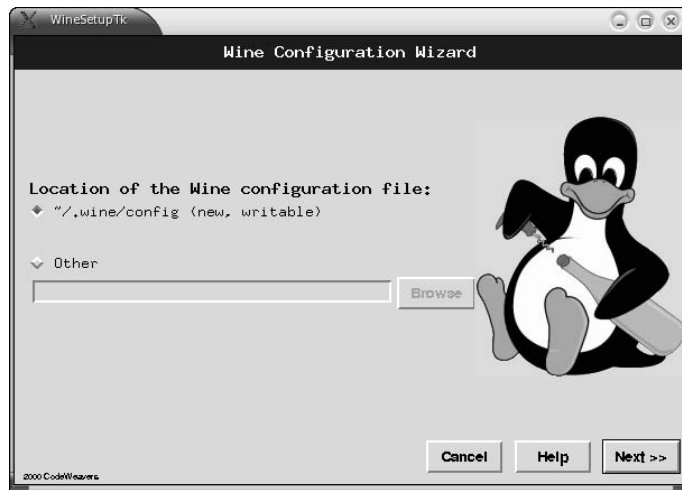 WineSetupTk
Wine Configuration Wizard
Location of the Wine configuration file:
~/.wine/config (new, writable)
Other
Browse
Cancel
Help
Next >>
2000 CodeWeavers